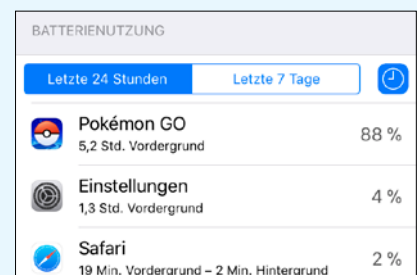 BATTERIENUTZUNG
Letzte 24 Stunden Letzte 7 Tage
Pokémon GO
5,2 Std. Vordergrund
88 %
Einstellungen
1,3 Std. Vordergrund
4 %
Safari
19 Min. Vordergrund – 2 Min. Hintergrund
2 %